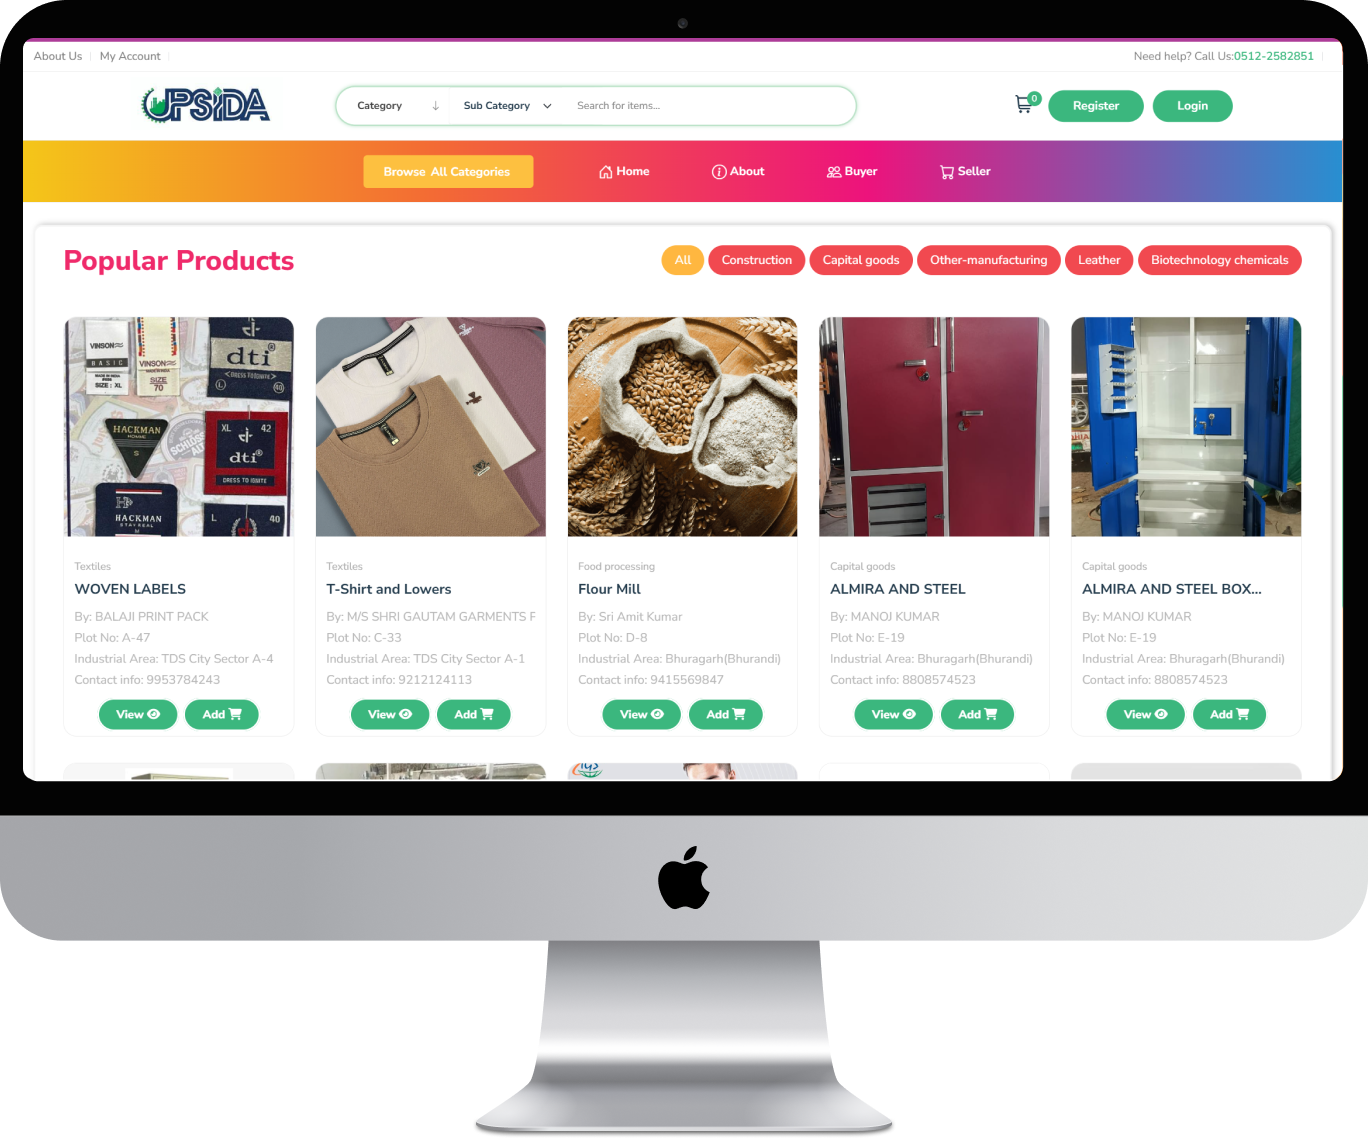 About Us
My Account
Need help? Call Us:0512-2582851
UPSIDA
Category
Sub Category
Search for items...
0
Register
Login
Browse All Categories
Home
About
Buyer
Seller
Popular Products
All
Construction
Capital goods
Other-manufacturing
Leather
Biotechnology chemicals
VINSON
BASIC
MADE IN INDIA
SIZE : XL
VINSON
SIZE
70
dti®
<DRESS TO IGNITE>
L
40
HACKMAN
S
XL 42
dti®
DRESS TO IGNITE
HACKMAN
M
L 40
Textiles
WOVEN LABELS
By: BALAJI PRINT PACK
Plot No: A-47
Industrial Area: TDS City Sector A-4
Contact info: 9953784243
View
Add
Textiles
T-Shirt and Lowers
By: M/S SHRI GAUTAM GARMENTS F
Plot No: C-33
Industrial Area: TDS City Sector A-1
Contact info: 9212124113
View
Add
Food processing
Flour Mill
By: Sri Amit Kumar
Plot No: D-8
Industrial Area: Bhuragarh(Bhurandi)
Contact info: 9415569847
View
Add
Capital goods
ALMIRA AND STEEL
By: MANOJ KUMAR
Plot No: E-19
Industrial Area: Bhuragarh(Bhurandi)
Contact info: 8808574523
View
Add
Capital goods
ALMIRA AND STEEL BOX...
By: MANOJ KUMAR
Plot No: E-19
Industrial Area: Bhuragarh(Bhurandi)
Contact info: 8808574523
View
Add